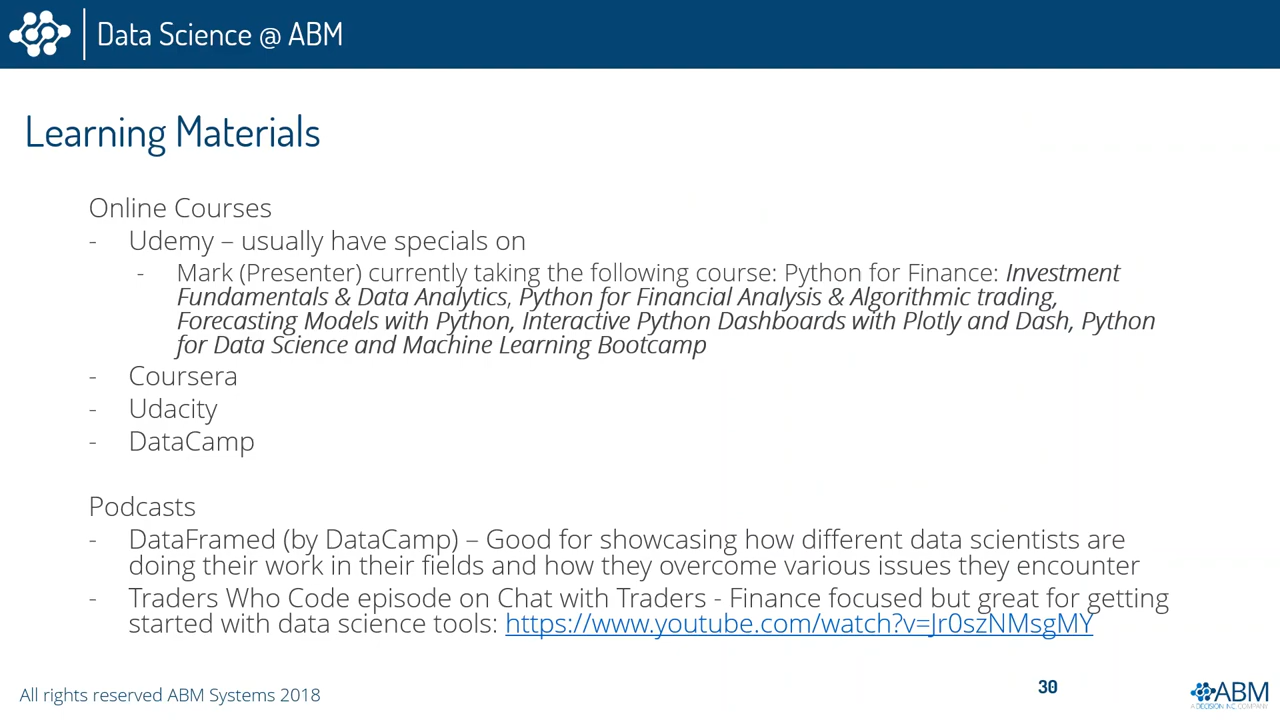 Data Science @ ABM
Learning Materials
Online Courses
- Udemy – usually have specials on
- Mark (Presenter) currently taking the following course: Python for Finance: Investment
Fundamentals & Data Analytics, Python for Financial Analysis & Algorithmic trading,
Forecasting Models with Python, Interactive Python Dashboards with Plotly and Dash, Python
for Data Science and Machine Learning Bootcamp
- Coursera
- Udacity
- DataCamp
Podcasts
- DataFramed (by DataCamp) – Good for showcasing how different data scientists are
doing their work in their fields and how they overcome various issues they encounter
- Traders Who Code episode on Chat with Traders - Finance focused but great for getting
started with data science tools: https://www.youtube.com/watch?v=Jr0szNMsgMY
All rights reserved ABM Systems 2018
30
ABM
A DECISION INC. COMPANY